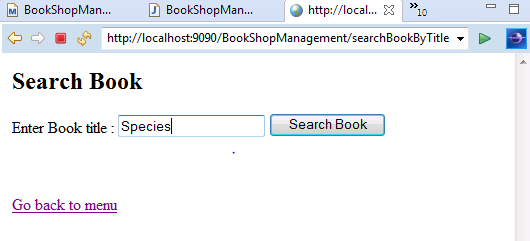 BookShopMan... BookShopMan... http://local... »10
http://localhost:9090/BookShopManagement/searchBookByTitle
Search Book
Enter Book title : Species Search Book
Go back to menu